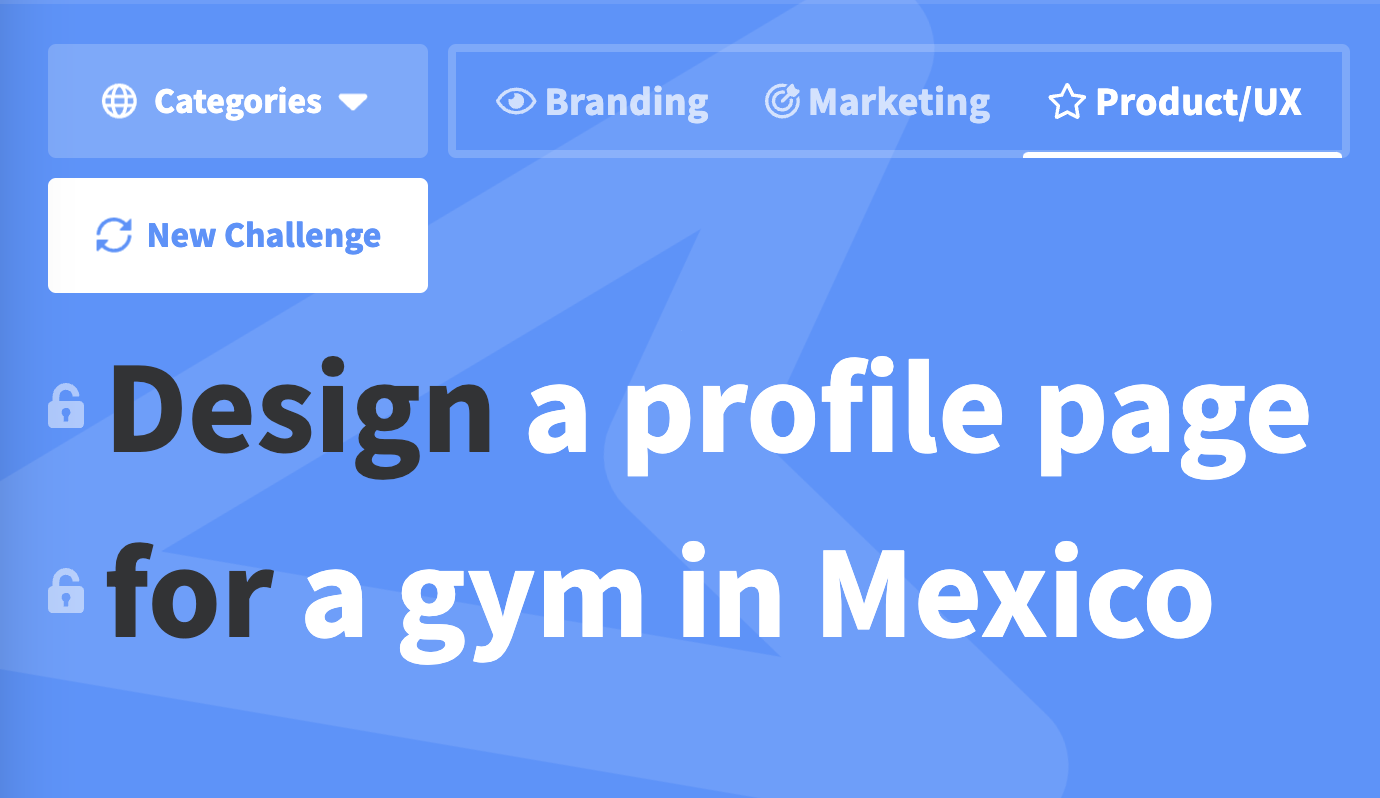 Categories
Branding
Marketing
Product/UX
New Challenge
Design a profile page
for a gym in Mexico